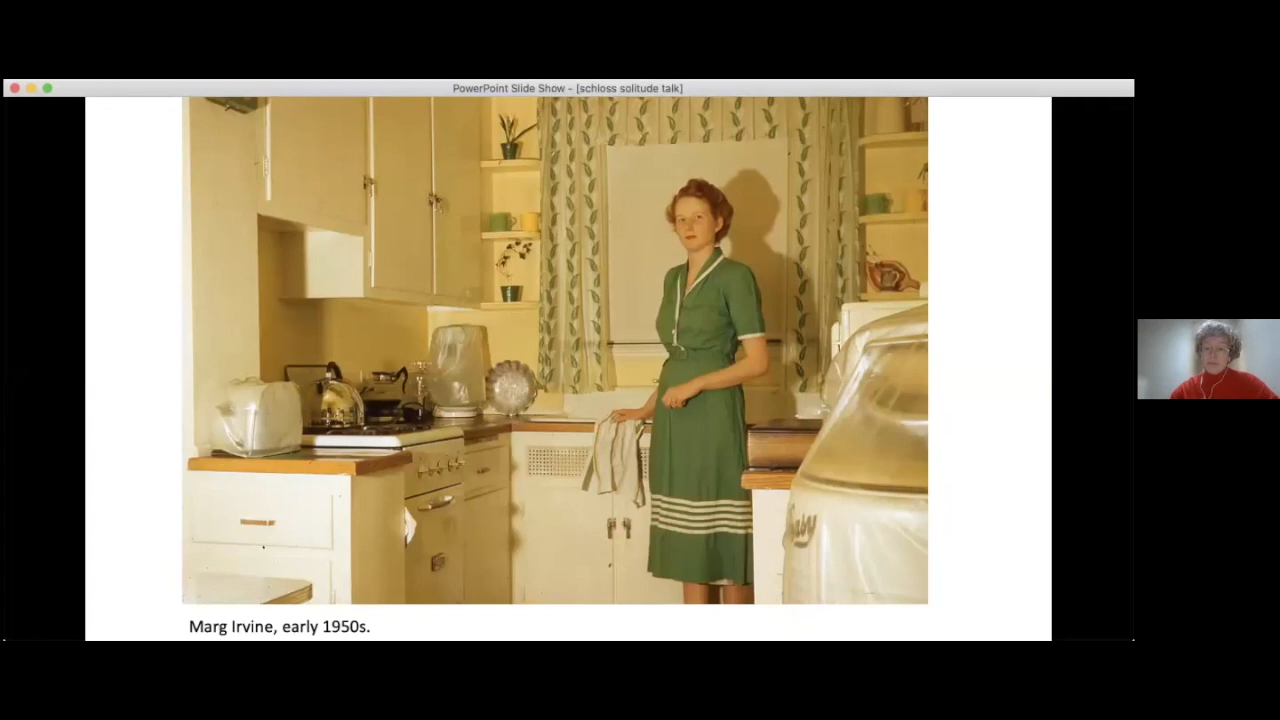 PowerPoint Slide Show - [schloss solitude talk]
Marg Irvine, early 1950s.